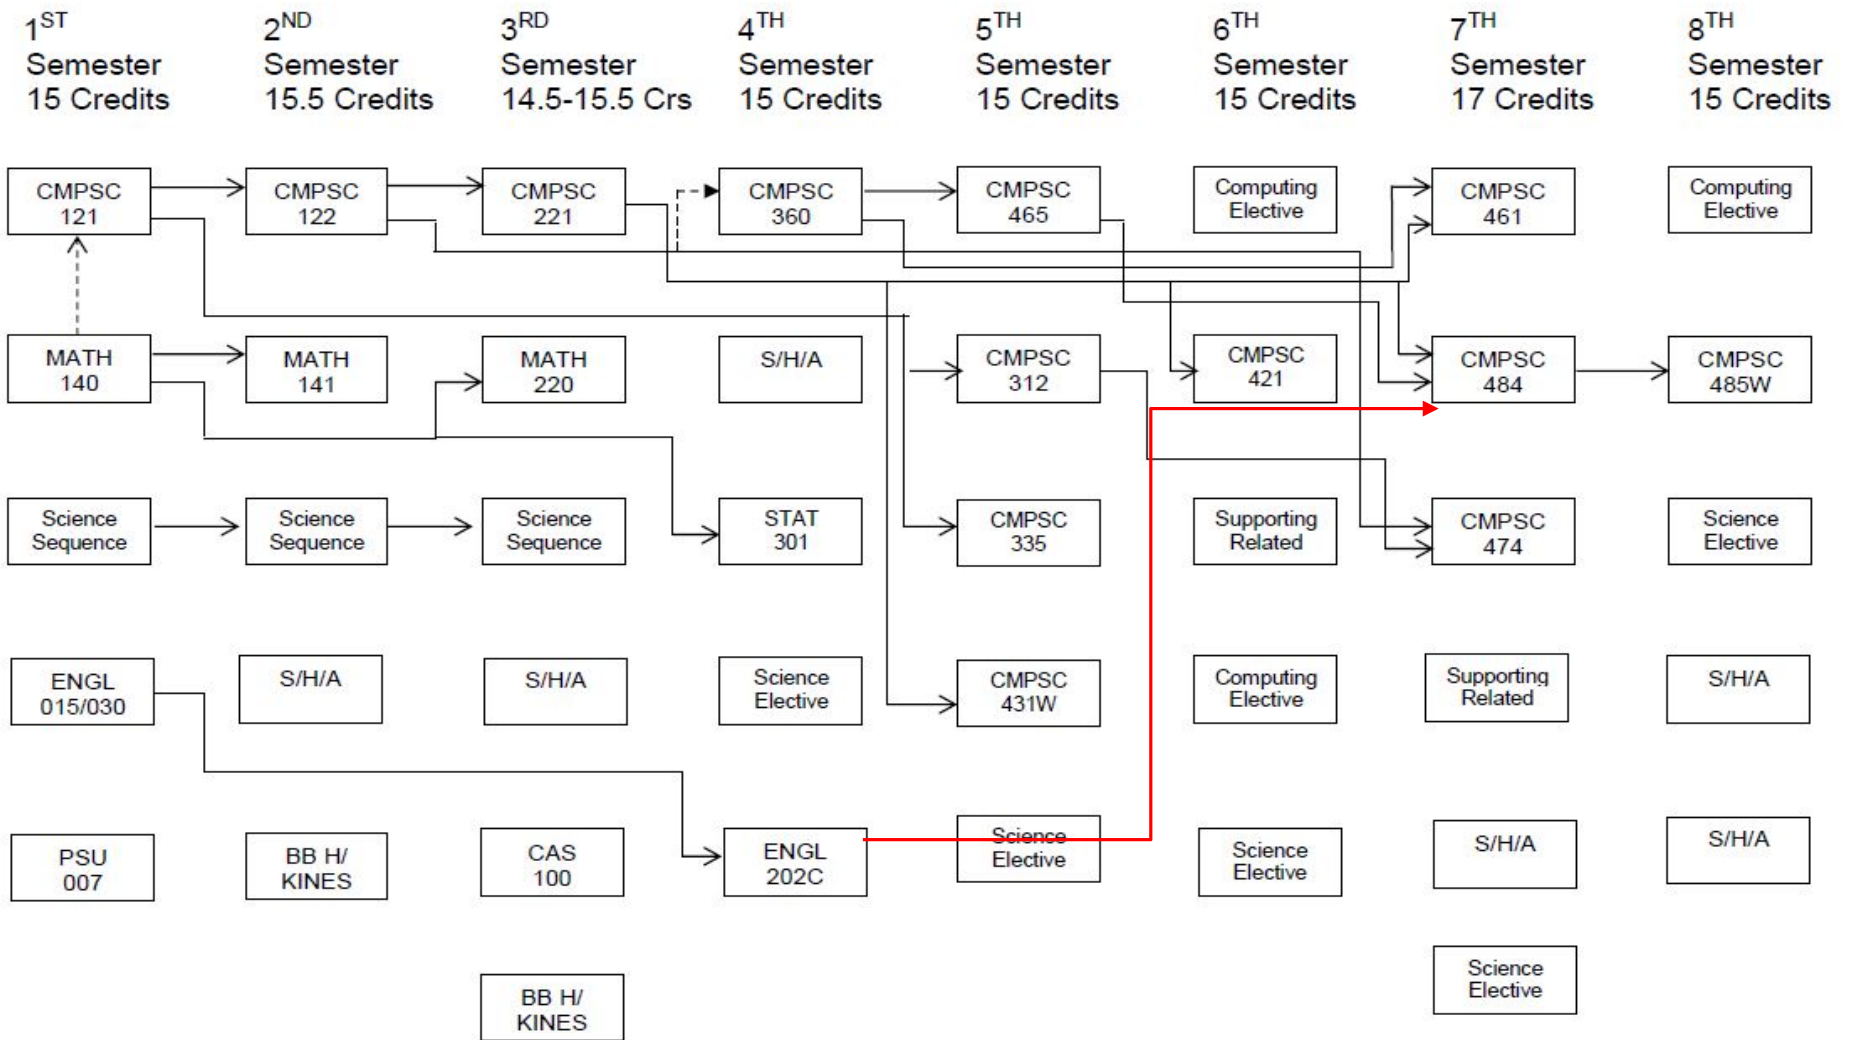 1ST
Semester
15 Credits
2ND
Semester
15.5 Credits
3RD
Semester
14.5-15.5 Crs
4TH
Semester
15 Credits
5TH
Semester
15 Credits
6TH
Semester
15 Credits
7TH
Semester
17 Credits
8TH
Semester
15 Credits
CMPSC
121
CMPSC
122
CMPSC
221
CMPSC
360
CMPSC
465
Computing
Elective
CMPSC
461
Computing
Elective
MATH
140
MATH
141
MATH
220
S/H/A
CMPSC
312
CMPSC
421
CMPSC
484
CMPSC
485W
Science
Sequence
Science
Sequence
Science
Sequence
STAT
301
CMPSC
335
Supporting
Related
CMPSC
474
Science
Elective
ENGL
015/030
S/H/A
S/H/A
Science
Elective
CMPSC
431W
Computing
Elective
Supporting
Related
S/H/A
PSU
007
BB H/
KINES
CAS
100
ENGL
202C
Science
Elective
Science
Elective
S/H/A
S/H/A
BB H/
KINES
Science
Elective